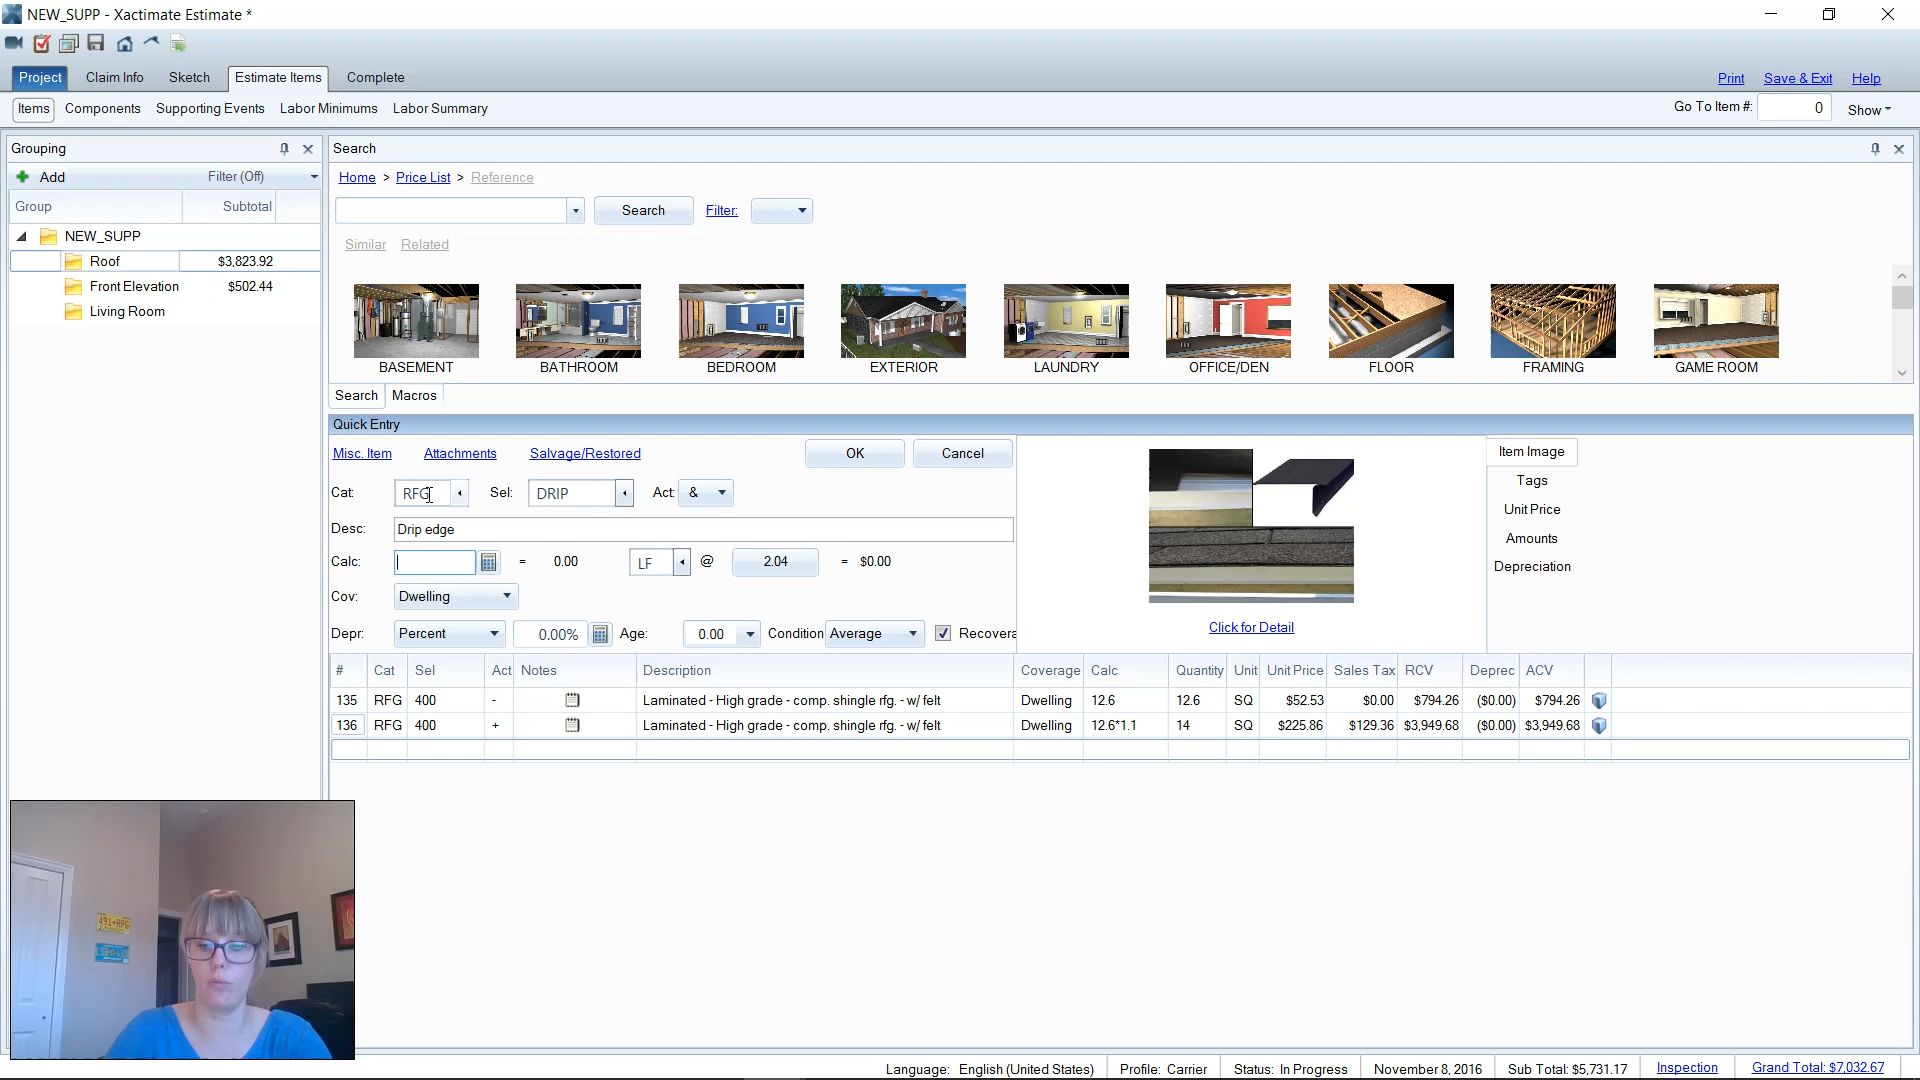 NEW_SUPP - Xactimate Estimate *
Project Claim Info Sketch Estimate Items Complete
Print Save & Exit Help
Items Components Supporting Events Labor Minimums Labor Summary
Go To Item #: 0 Show
Grouping
Add Filter (Off)
Group Subtotal
NEW_SUPP
Roof $3,823.92
Front Elevation $502.44
Living Room
Search
Home > Price List > Reference
Search Filter:
Similar Related
BASEMENT BATHROOM BEDROOM EXTERIOR LAUNDRY OFFICE/DEN FLOOR FRAMING GAME ROOM
Search Macros
Quick Entry
Misc. Item Attachments Salvage/Restored OK Cancel
Cat: RFG Sel: DRIP Act: &
Desc: Drip edge
Calc: = 0.00 LF @ 2.04 = $0.00
Cov: Dwelling
Depr: Percent 0.00% Age: 0.00 Condition Average Recovera
Click for Detail
Item Image
Tags
Unit Price
Amounts
Depreciation
# Cat Sel Act Notes Description Coverage Calc Quantity Unit Unit Price Sales Tax RCV Deprec ACV
135 RFG 400 - Laminated - High grade - comp. shingle rfg. - w/ felt Dwelling 12.6 12.6 SQ $52.53 $0.00 $794.26 ($0.00) $794.26
136 RFG 400 + Laminated - High grade - comp. shingle rfg. - w/ felt Dwelling 12.6*1.1 14 SQ $225.86 $129.36 $3,949.68 ($0.00) $3,949.68
491•RPG
Language: English (United States) Profile: Carrier Status: In Progress November 8, 2016 Sub Total: $5,731.17 Inspection Grand Total: $7,032.67